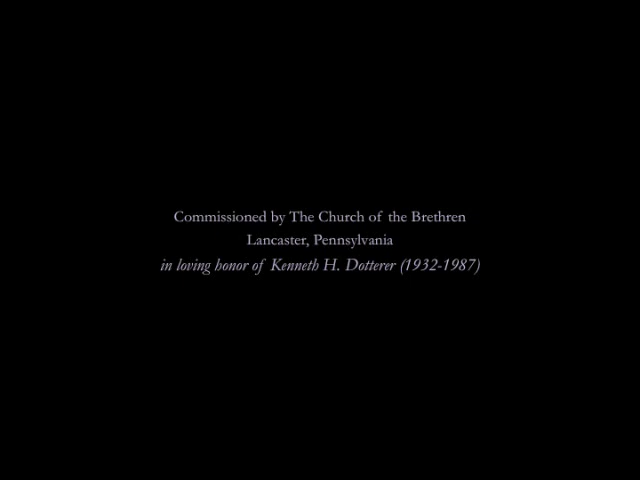 Commissioned by The Church of the Brethren
Lancaster, Pennsylvania
in loving honor of Kenneth H. Dotterer (1932-1987)